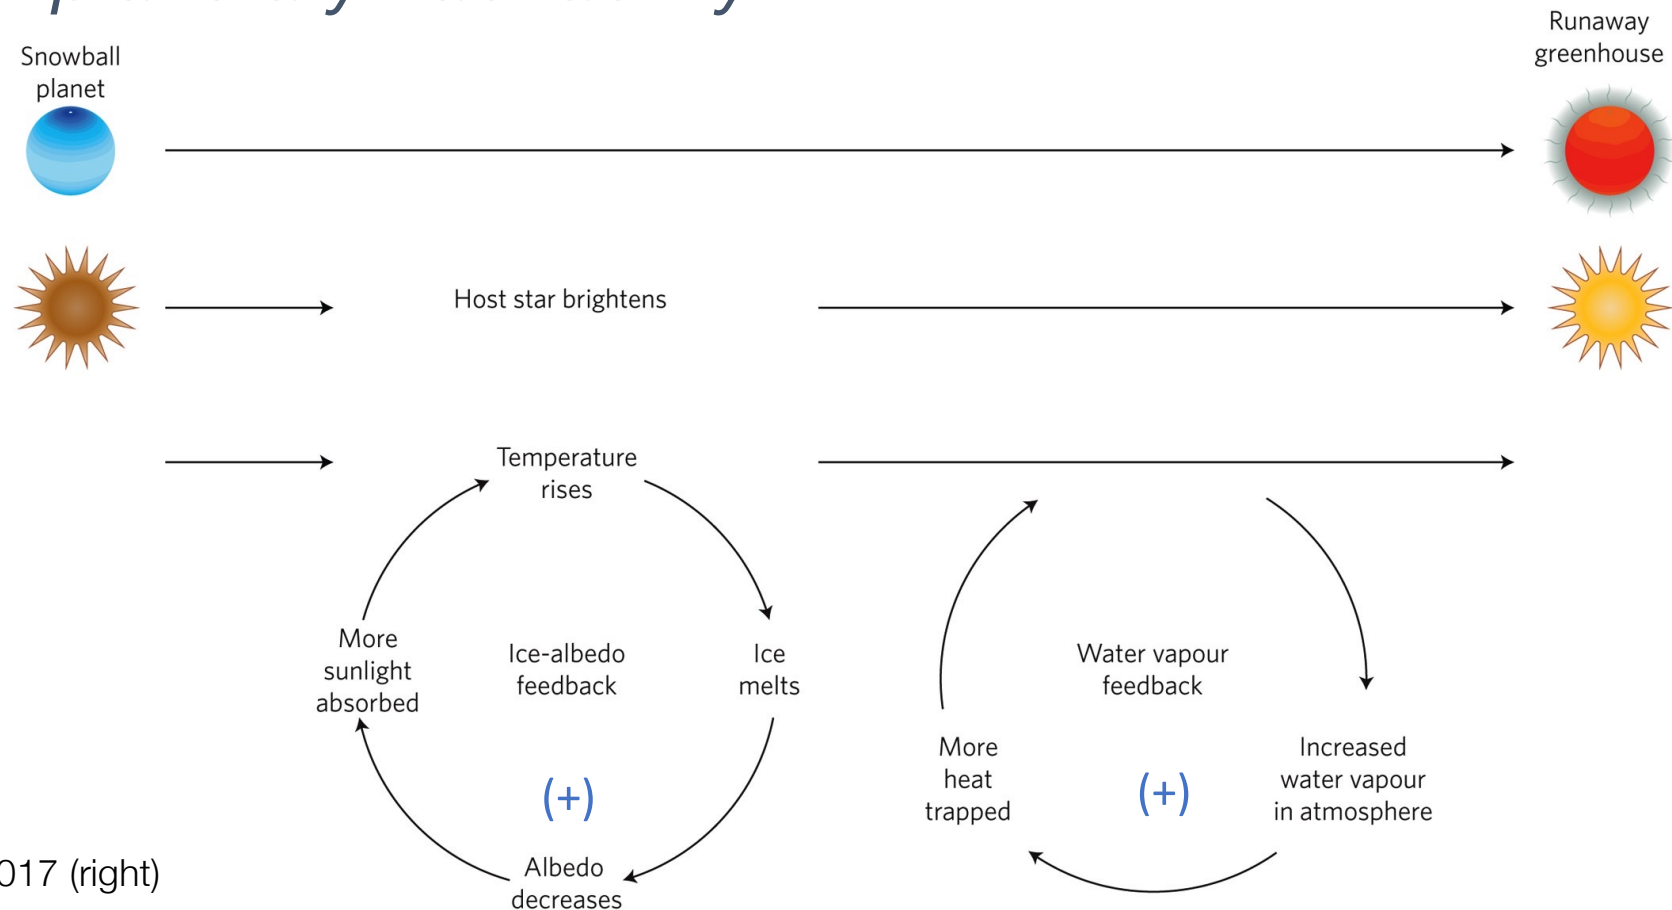 Snowball
planet
Runaway
greenhouse
Host star brightens
Temperature
rises
More
sunlight
absorbed
Ice-albedo
feedback
Ice
melts
(+)
Albedo
decreases
Water vapour
feedback
More
heat
trapped
(+)
Increased
water vapour
in atmosphere
017 (right)